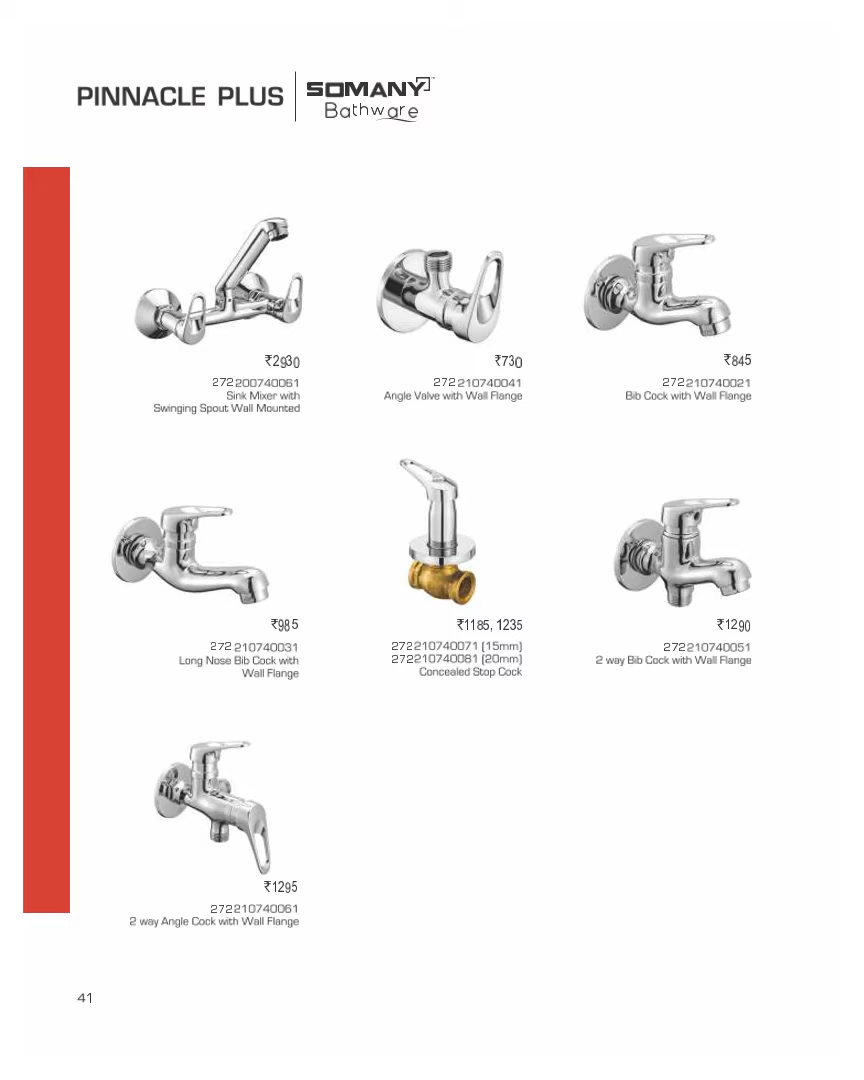 PINNACLE PLUS
SOMANY™
Bathware
₹2930
272200740061
Sink Mixer with
Swinging Spout Wall Mounted
₹730
272210740041
Angle Valve with Wall Flange
₹845
272210740021
Bib Cock with Wall Flange
₹985
272210740031
Long Nose Bib Cock with
Wall Flange
₹1185, 1235
272210740071 (15mm)
272210740081 (20mm)
Concealed Stop Cock
₹1290
272210740051
2 way Bib Cock with Wall Flange
₹1295
272210740061
2 way Angle Cock with Wall Flange
41